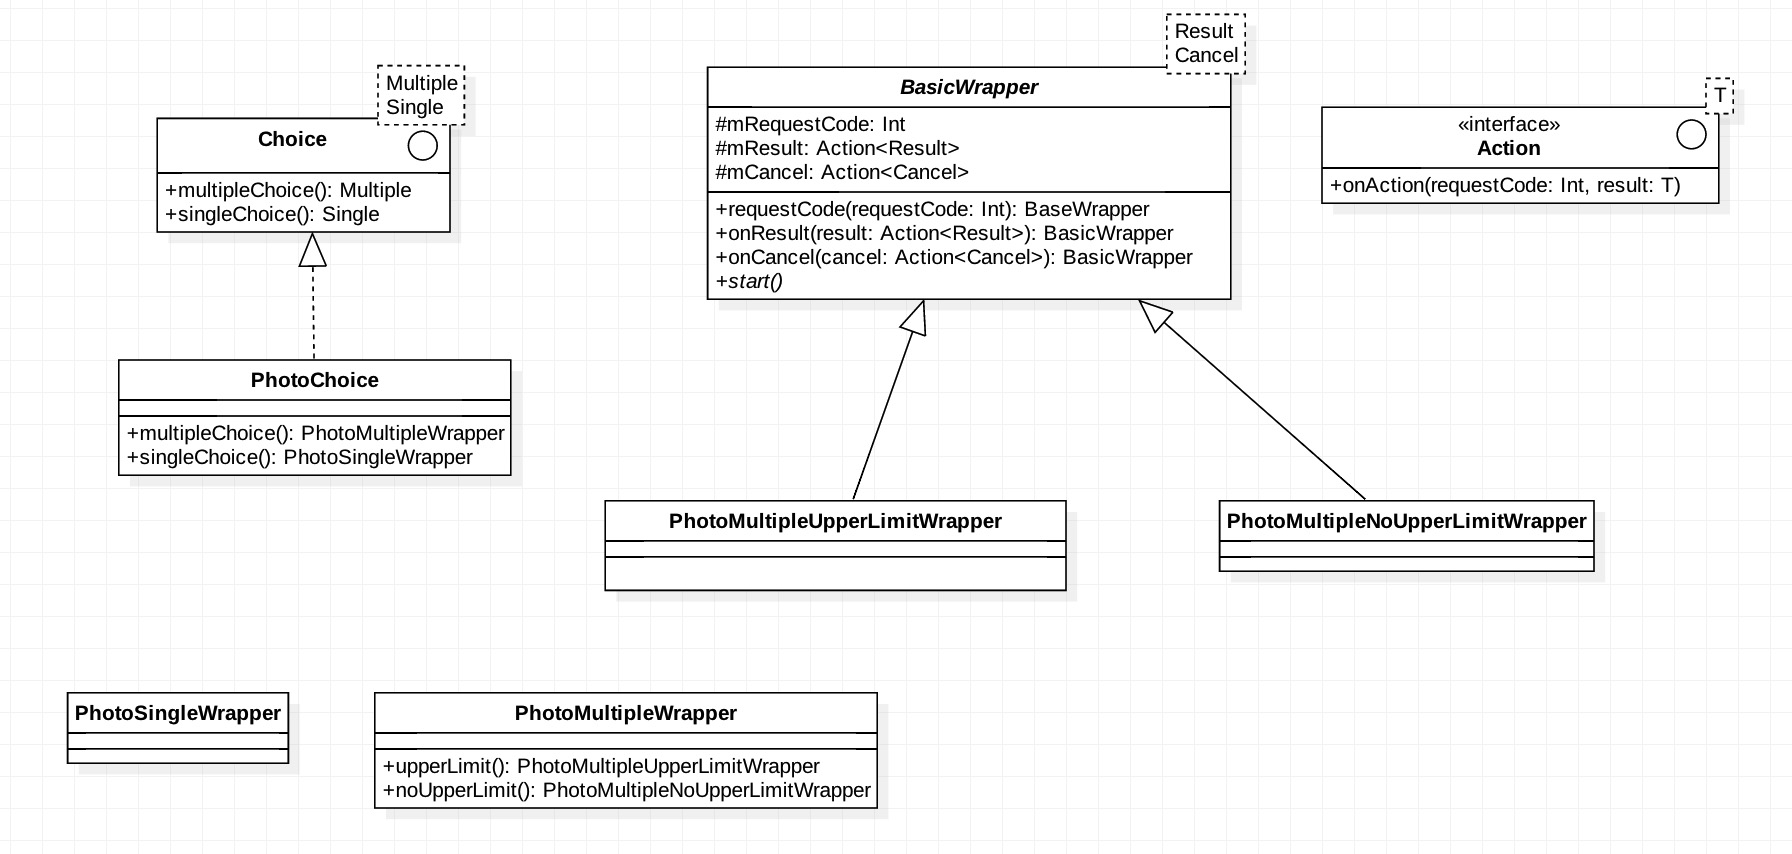 Multiple
Single
Choice
+multipleChoice(): Multiple
+singleChoice(): Single
PhotoChoice
+multipleChoice(): PhotoMultipleWrapper
+singleChoice(): PhotoSingleWrapper
Result
Cancel
BasicWrapper
#mRequestCode: Int
#mResult: Action<Result>
#mCancel: Action<Cancel>
+requestCode(requestCode: Int): BaseWrapper
+onResult(result: Action<Result>): BasicWrapper
+onCancel(cancel: Action<Cancel>): BasicWrapper
+start()
T
«interface»
Action
+onAction(requestCode: Int, result: T)
PhotoMultipleUpperLimitWrapper
PhotoMultipleNoUpperLimitWrapper
PhotoSingleWrapper
PhotoMultipleWrapper
+upperLimit(): PhotoMultipleUpperLimitWrapper
+noUpperLimit(): PhotoMultipleNoUpperLimitWrapper